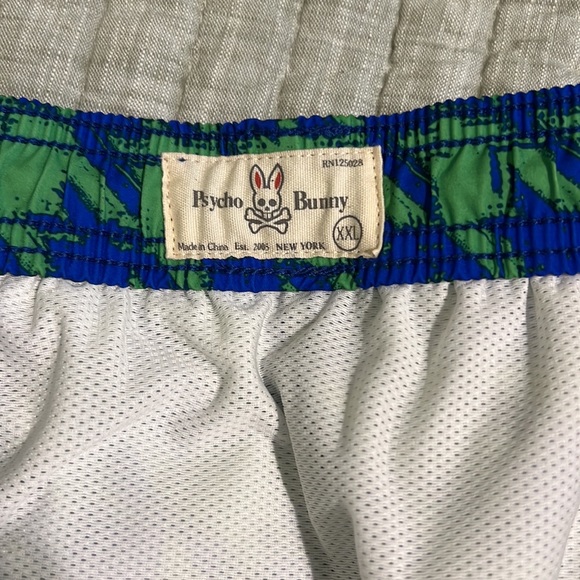 RN125028
Psycho Bunny
XXL
Made in China Est. 2005 NEW YORK